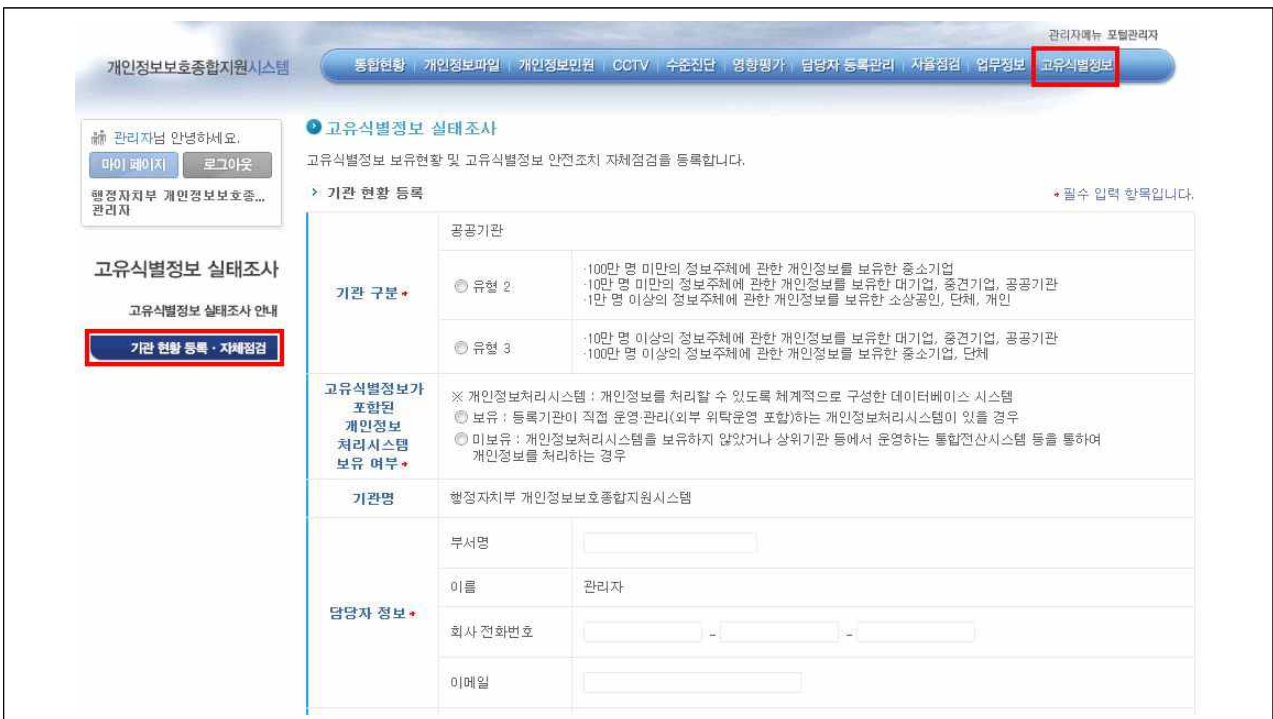 관리자메뉴 포털관리자
개인정보보호종합지원시스템
통합현황 개인정보파일 개인정보민원 CCTV 수준진단 영향평가 담당자 등록관리 자율점검 업무정보 고유식별정보
관리자님 안녕하세요.
마이 페이지 로그아웃
행정자치부 개인정보보호종...
관리자
고유식별정보 실태조사
고유식별정보 실태조사 안내
기관 현황 등록 · 자체점검
고유식별정보 실태조사
고유식별정보 보유현황 및 고유식별정보 안전조치 자체점검을 등록합니다.
기관 현황 등록
필수 입력 항목입니다.
기관 구분
공공기관
유형 2
·100만 명 미만의 정보주체에 관한 개인정보를 보유한 중소기업
·10만 명 미만의 정보주체에 관한 개인정보를 보유한 대기업, 중견기업, 공공기관
·1만 명 이상의 정보주체에 관한 개인정보를 보유한 소상공인, 단체, 개인
유형 3
·10만 명 이상의 정보주체에 관한 개인정보를 보유한 대기업, 중견기업, 공공기관
·100만 명 이상의 정보주체에 관한 개인정보를 보유한 중소기업, 단체
고유식별정보가
포함된
개인정보
처리시스템
보유 여부
※ 개인정보처리시스템 : 개인정보를 처리할 수 있도록 체계적으로 구성한 데이터베이스 시스템
보유 : 등록기관이 직접 운영·관리(외부 위탁운영 포함)하는 개인정보처리시스템이 있을 경우
미보유 : 개인정보처리시스템을 보유하지 않았거나 상위기관 등에서 운영하는 통합전산시스템 등을 통하여
개인정보를 처리하는 경우
기관명
행정자치부 개인정보보호종합지원시스템
담당자 정보
부서명
이름
관리자
회사 전화번호
- -
이메일